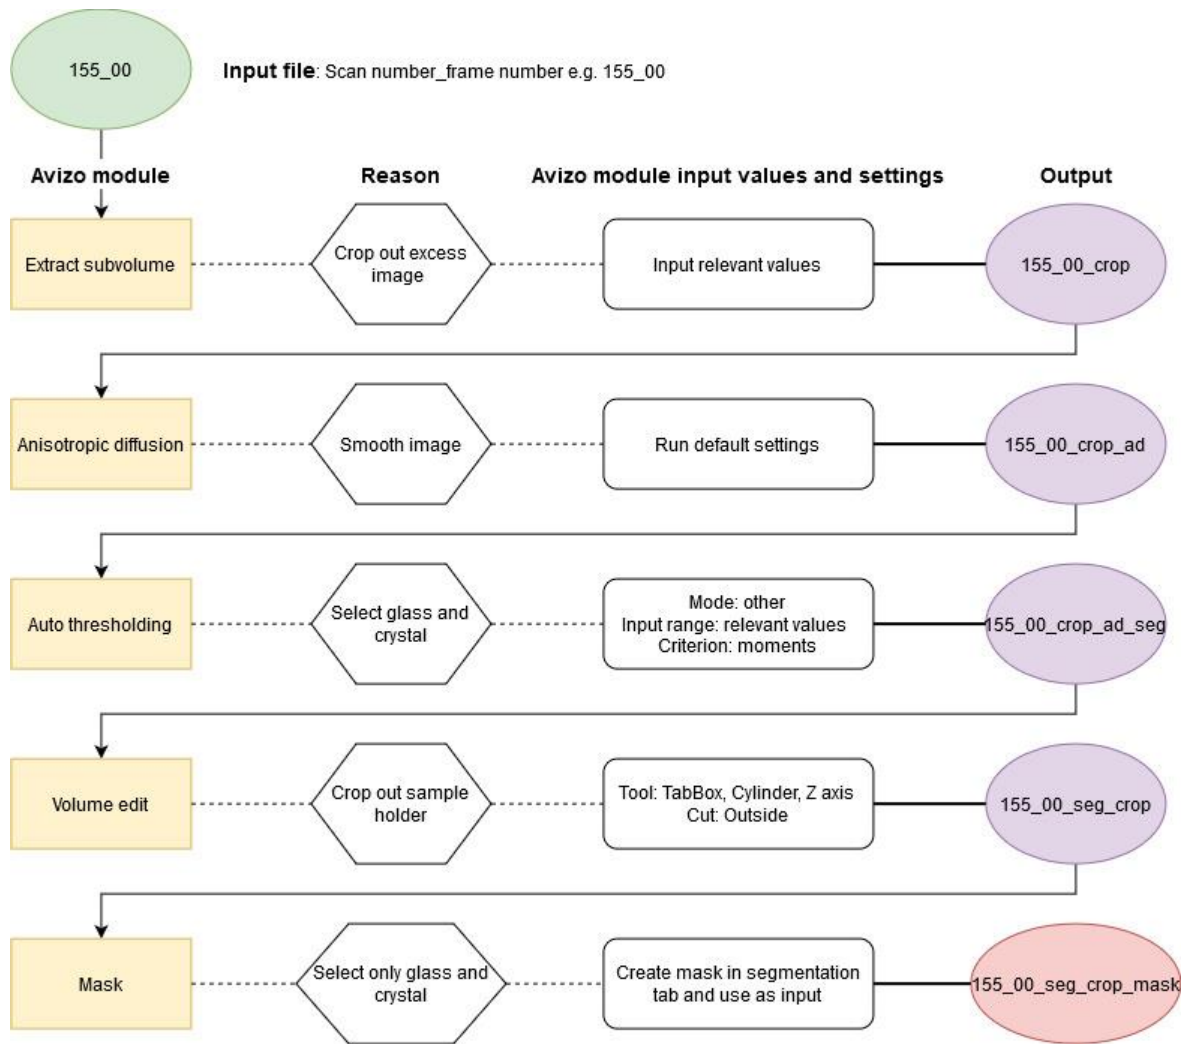 155_00
Input file: Scan number_frame number e.g. 155_00
Avizo module
Reason
Avizo module input values and settings
Output
Extract subvolume
Crop out excess
image
Input relevant values
155_00_crop
Anisotropic diffusion
Smooth image
Run default settings
155_00_crop_ad
Auto thresholding
Select glass and
crystal
Mode: other
Input range: relevant values
Criterion: moments
155_00_crop_ad_seg
Volume edit
Crop out sample
holder
Tool: TabBox, Cylinder, Z axis
Cut: Outside
155_00_seg_crop
Mask
Select only glass and
crystal
Create mask in segmentation
tab and use as input
155_00_seg_crop_mask